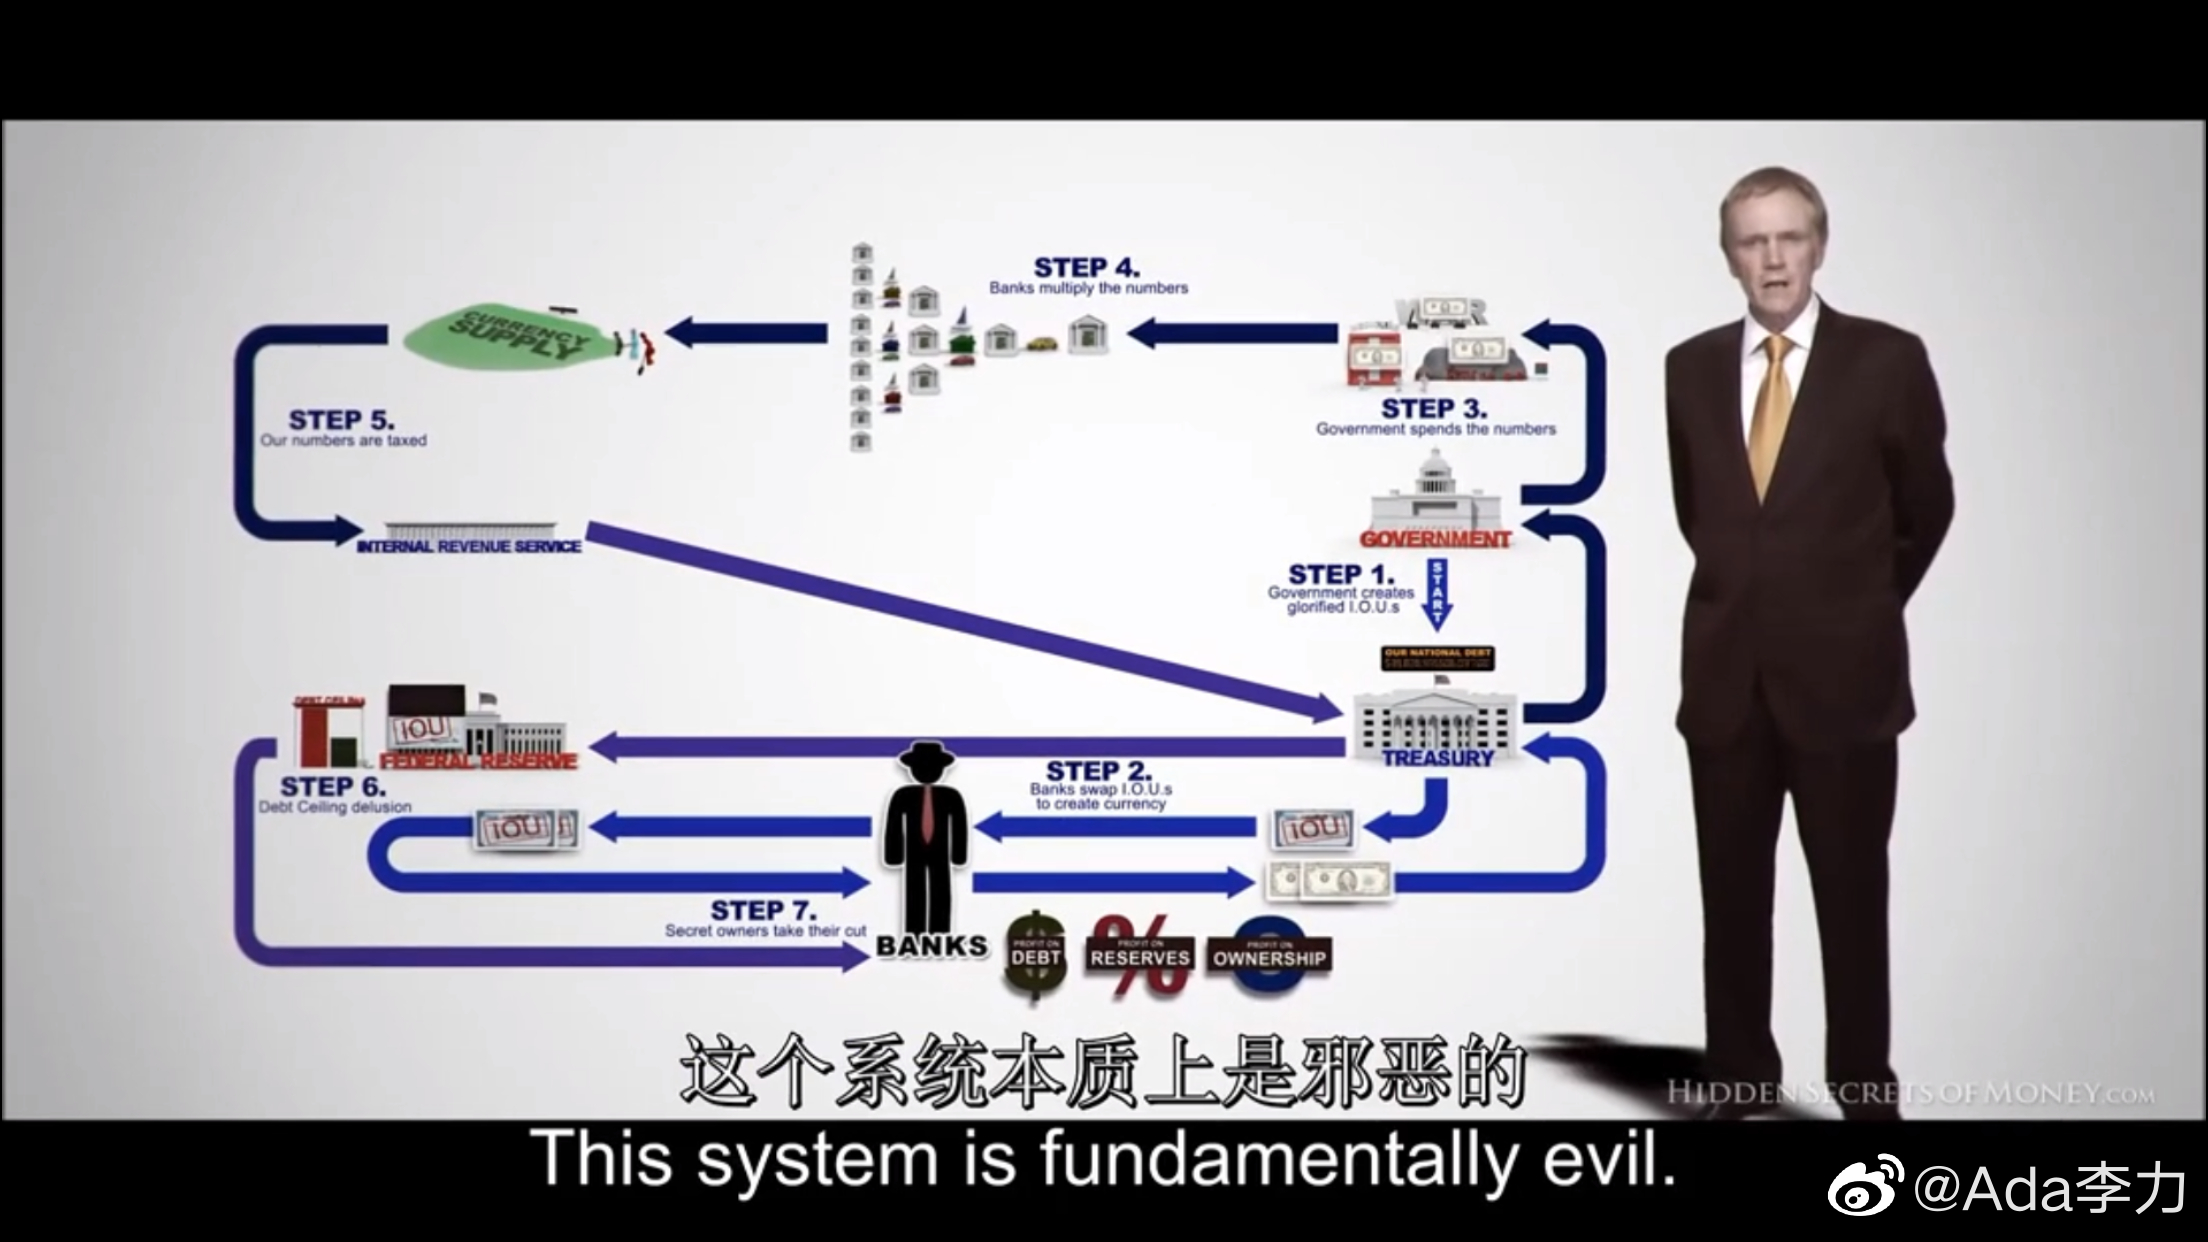 STEP 4.
Banks multiply the numbers
CURRENCY
SUPPLY
STEP 5.
Our numbers are taxed
STEP 3.
Government spends the numbers
INTERNAL REVENUE SERVICE
GOVERNMENT
STEP 1.
Government creates
glorified I.O.U.s
START
OUR NATIONAL DEBT
TREASURY
DEBT CEILING
IOU
FEDERAL RESERVE
STEP 6.
Debt Ceiling delusion
STEP 2.
Banks swap I.O.U.s
to create currency
IOU
IOU
STEP 7.
Secret owners take their cut
BANKS
PROFIT ON
DEBT
PROFIT ON
RESERVES
PROFIT ON
OWNERSHIP
这个系统本质上是邪恶的
HIDDEN SECRETS OF MONEY.COM
This system is fundamentally evil.
@Ada李力